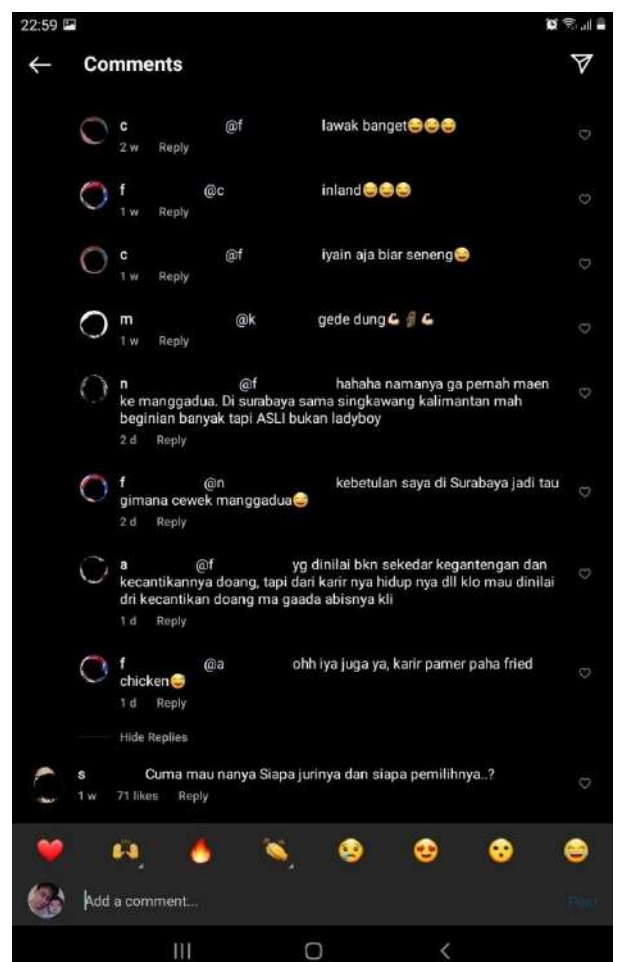 22:59
Comments
c @f lawak banget😅😅😅
2 w Reply
f @c inland😅😅😅
1 w Reply
c @f iyain aja biar seneng😂
1 w Reply
m @k gede dung💪🏻🗿💪🏻
1 w Reply
n @f hahaha namanya ga pernah maen
ke manggadua. Di surabaya sama singkawang kalimantan mah
beginian banyak tapi ASLI bukan ladyboy
2 d Reply
f @n kebetulan saya di Surabaya jadi tau
gimana cewek manggadua😅
2 d Reply
a @f yg dinilai bkn sekedar kegantengan dan
kecantikannya doang, tapi dari karir nya hidup nya dll klo mau dinilai
dri kecantikan doang ma gaada abisnya kli
1 d Reply
f @a ohh iya juga ya, karir pamer paha fried
chicken😅
1 d Reply
Hide Replies
s Cuma mau nanya Siapa jurinya dan siapa pemilihnya..?
1 w 71 likes Reply
❤️ 🙌 🔥 👏 😢 😍 😮 😂
Add a comment... Post